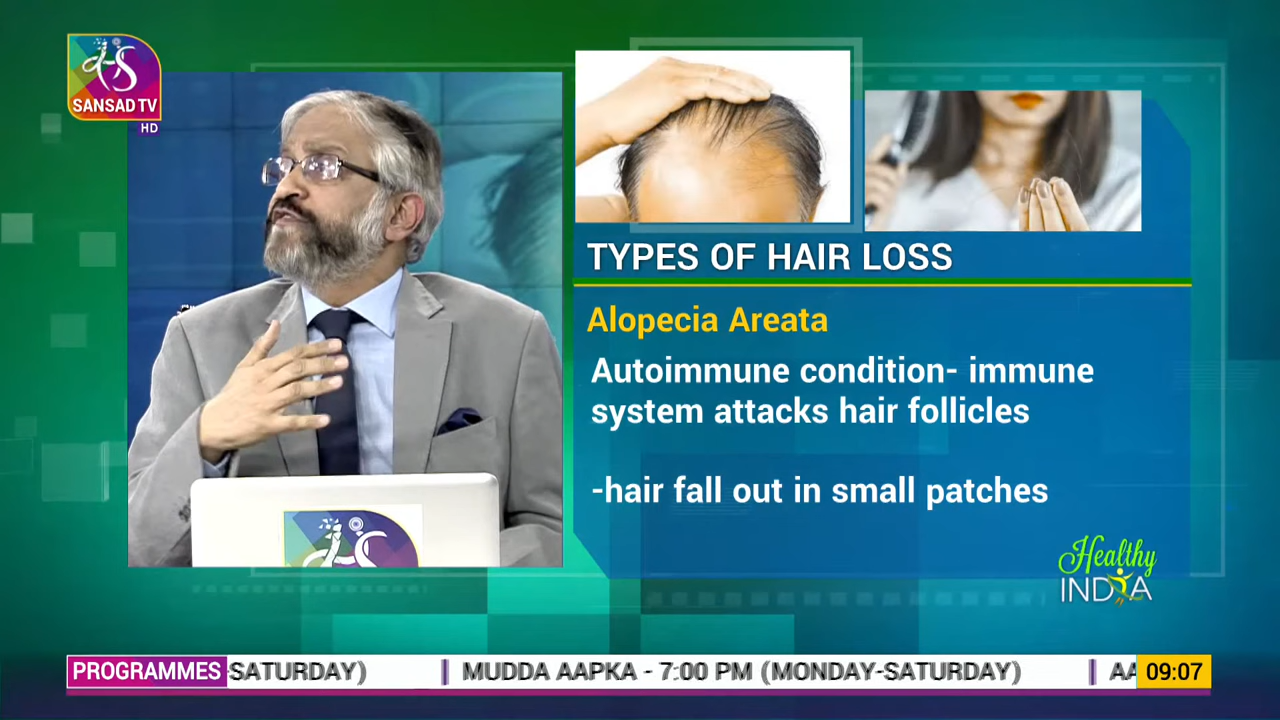 SANSAD TV
HD
TYPES OF HAIR LOSS
Alopecia Areata
Autoimmune condition- immune
system attacks hair follicles
-hair fall out in small patches
Healthy
INDIA
PROGRAMMES
-SATURDAY) | MUDDA AAPKA - 7:00 PM (MONDAY-SATURDAY) |
09:07